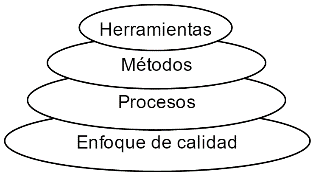 Herramientas
Métodos
Procesos
Enfoque de calidad